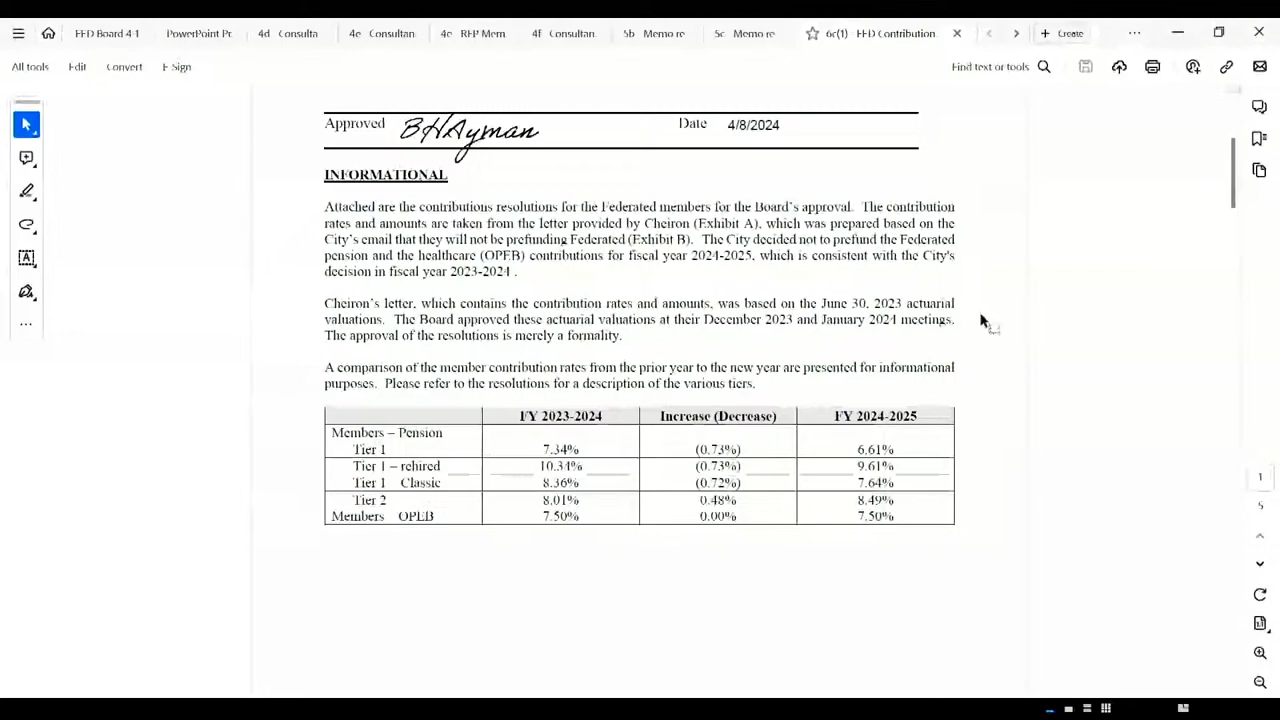 FED Board 4-1 PowerPoint Pr. 4d Consulta 4e Consultan. 4e RFP Mem. 4f Consultan. 5b Memo re 5c Memo re 6c(1) FED Contribution. Create
All tools Edit Convert E-Sign Find text or tools
Approved BHAyman Date 4/8/2024
INFORMATIONAL
Attached are the contributions resolutions for the Federated members for the Board's approval. The contribution
rates and amounts are taken from the letter provided by Cheiron (Exhibit A), which was prepared based on the
City's email that they will not be prefunding Federated (Exhibit B). The City decided not to prefund the Federated
pension and the healthcare (OPEB) contributions for fiscal year 2024-2025, which is consistent with the City's
decision in fiscal year 2023-2024 .
Cheiron's letter, which contains the contribution rates and amounts, was based on the June 30, 2023 actuarial
valuations. The Board approved these actuarial valuations at their December 2023 and January 2024 meetings.
The approval of the resolutions is merely a formality.
A comparison of the member contribution rates from the prior year to the new year are presented for informational
purposes. Please refer to the resolutions for a description of the various tiers.
FY 2023-2024 Increase (Decrease) FY 2024-2025
Members – Pension
Tier 1 7.34% (0.73%) 6.61%
Tier 1 – rehired 10.34% (0.73%) 9.61%
Tier 1 Classic 8.36% (0.72%) 7.64%
Tier 2 8.01% 0.48% 8.49%
Members OPEB 7.50% 0.00% 7.50%
1
5